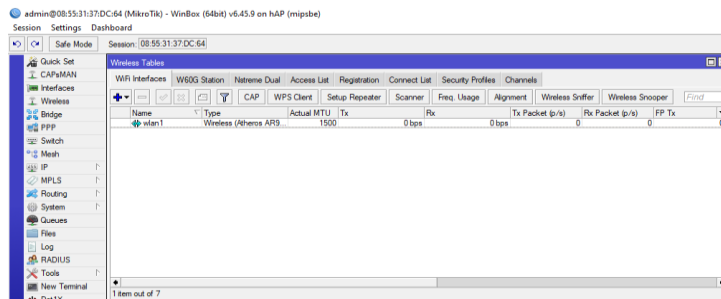 admin@08:55:31:37:DC:64 (MikroTik) - WinBox (64bit) v6.45.9 on hAP (mipsbe)
Session Settings Dashboard
Safe Mode Session: 08:55:31:37:DC:64
Quick Set
CAPsMAN
Interfaces
Wireless
Bridge
PPP
Switch
Mesh
IP
MPLS
Routing
System
Queues
Files
Log
RADIUS
Tools
New Terminal
Dot1X
Wireless Tables
WiFi Interfaces W60G Station Nstreme Dual Access List Registration Connect List Security Profiles Channels
CAP WPS Client Setup Repeater Scanner Freq. Usage Alignment Wireless Sniffer Wireless Snooper Find
Name Type Actual MTU Tx Rx Tx Packet (p/s) Rx Packet (p/s) FP Tx
wlan1 Wireless (Atheros AR9... 1500 0 bps 0 bps 0 0
1 item out of 7